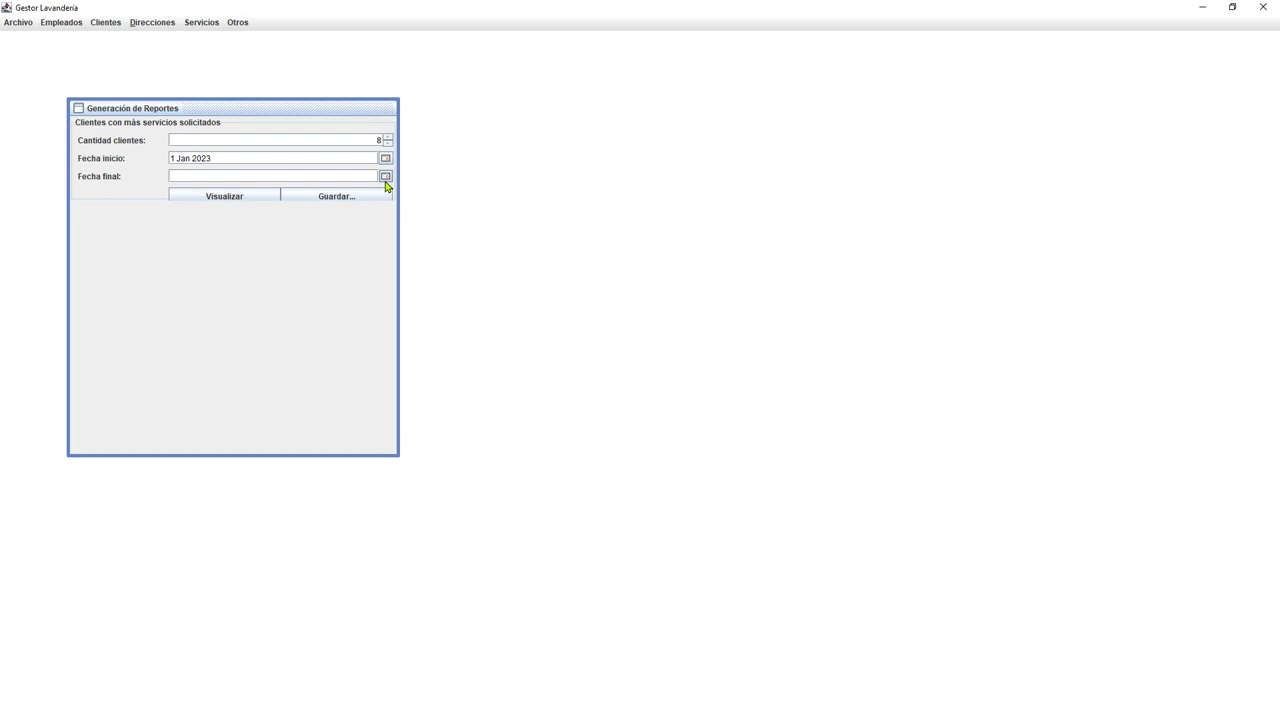 Gestor Lavandería
Archivo Empleados Clientes Direcciones Servicios Otros
Generación de Reportes
Clientes con más servicios solicitados
Cantidad clientes: 8
Fecha inicio: 1 Jan 2023
Fecha final:
Visualizar Guardar...